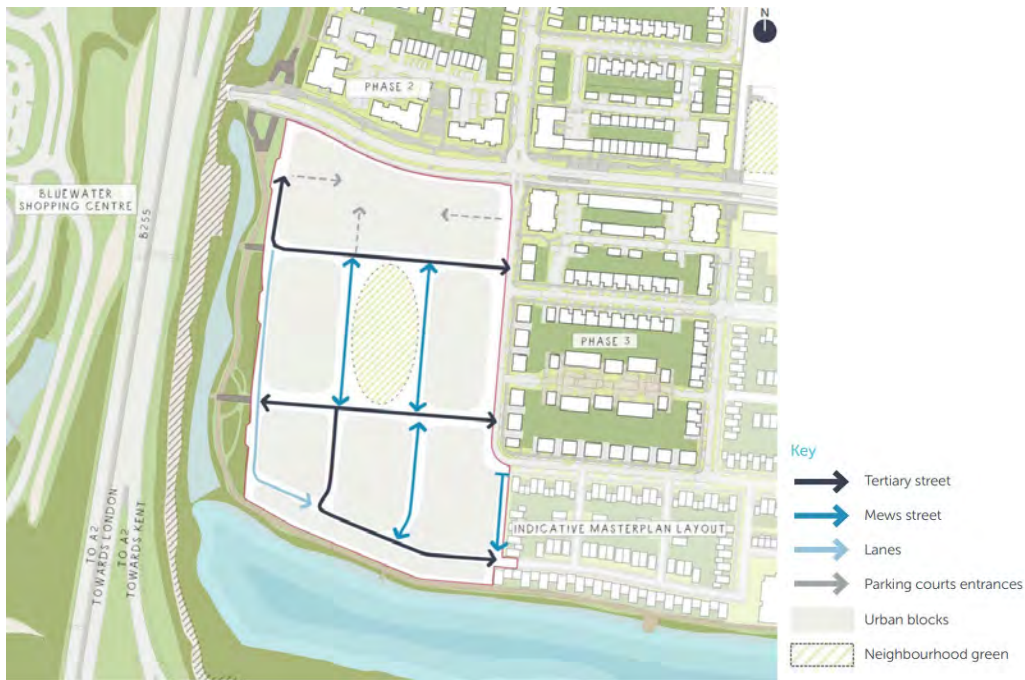 N
PHASE 2
BLUEWATER
SHOPPING CENTRE
B255
PHASE 3
INDICATIVE MASTERPLAN LAYOUT
TO A2
TOWARDS LONDON
TO A2
TOWARDS KENT
Key
Tertiary street
Mews street
Lanes
Parking courts entrances
Urban blocks
Neighbourhood green